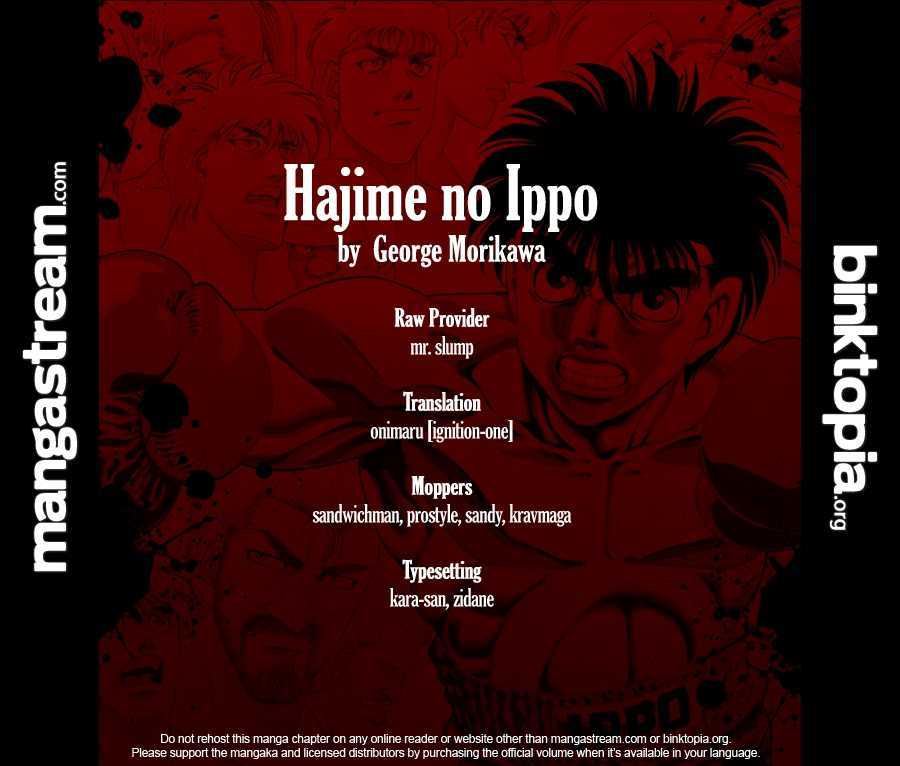 mangastream.com
Hajime no Ippo
by George Morikawa
Raw Provider
mr. slump
Translation
onimaru [ignition-one]
Moppers
sandwichman, prostyle, sandy, kravmaga
Typesetting
kara-san, zidane
binktopia.org
IPPO
Do not rehost this manga chapter on any online reader or website other than mangastream.com or binktopia.org.
Please support the mangaka and licensed distributors by purchasing the official volume when it's available in your language.